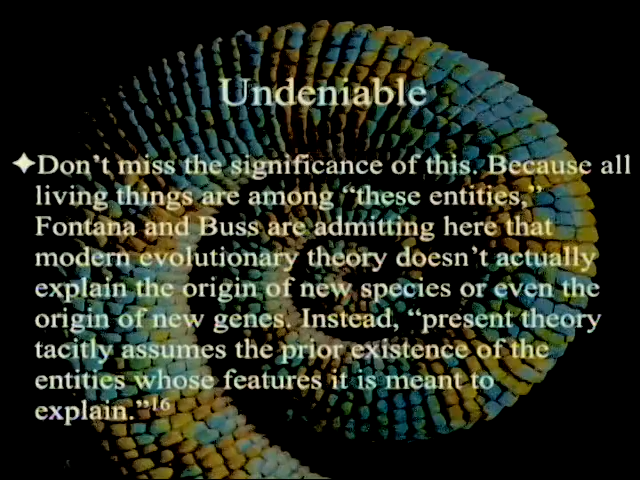 Undeniable
✦Don't miss the significance of this. Because all
living things are among “these entities,”
Fontana and Buss are admitting here that
modern evolutionary theory doesn't actually
explain the origin of new species or even the
origin of new genes. Instead, “present theory
tacitly assumes the prior existence of the
entities whose features it is meant to
explain.”16